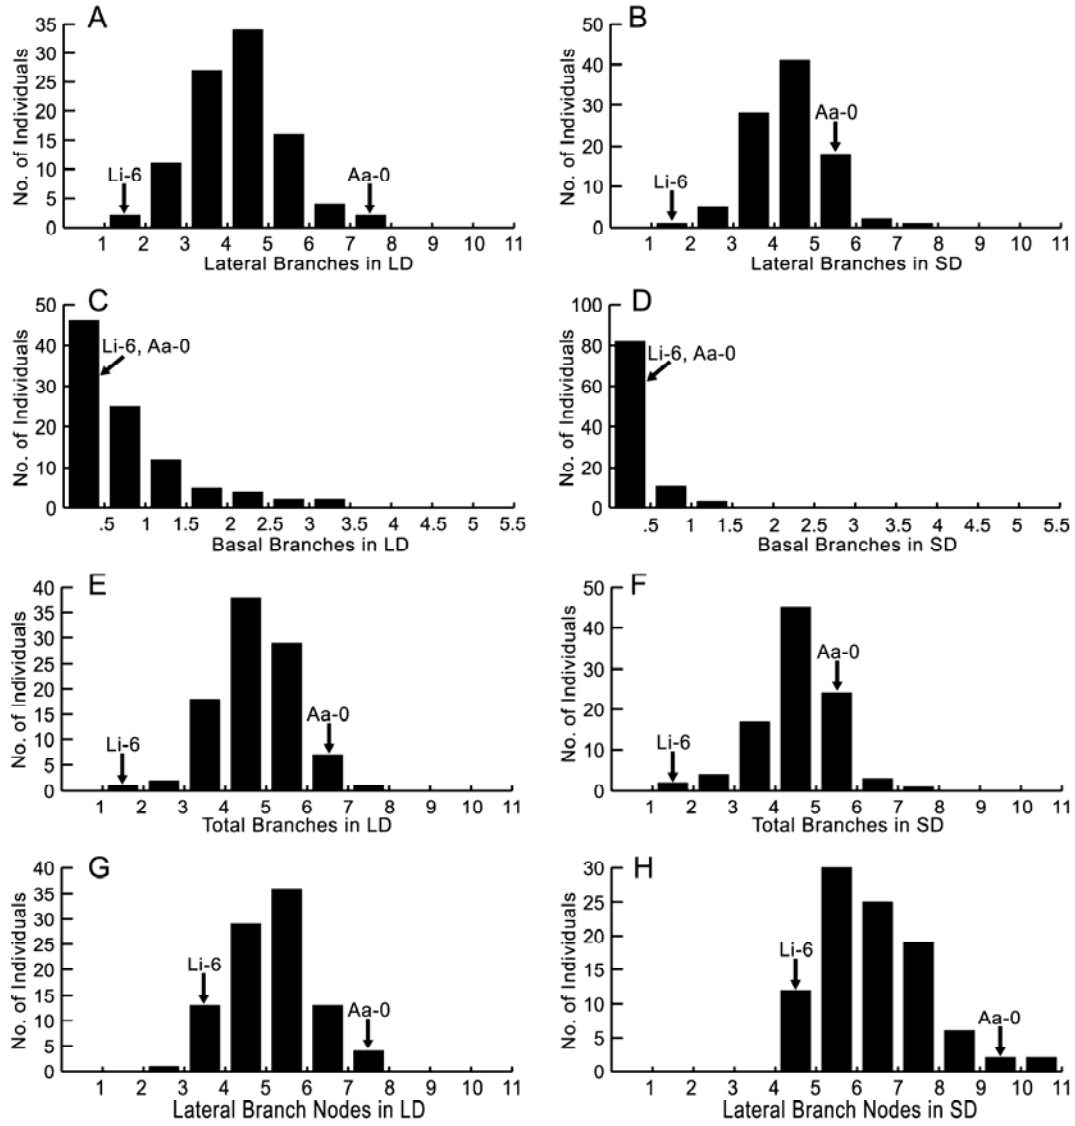 A
No. of Individuals
35
30
25
20
15
10
5
0
Li-6
Aa-0
1 2 3 4 5 6 7 8 9 10 11
Lateral Branches in LD
B
No. of Individuals
50
40
30
20
10
0
Li-6
Aa-0
1 2 3 4 5 6 7 8 9 10 11
Lateral Branches in SD
C
No. of Individuals
50
40
30
20
10
0
Li-6, Aa-0
.5 1 1.5 2 2.5 3 3.5 4 4.5 5 5.5
Basal Branches in LD
D
No. of Individuals
100
80
60
40
20
0
Li-6, Aa-0
.5 1 1.5 2 2.5 3 3.5 4 4.5 5 5.5
Basal Branches in SD
E
No. of Individuals
40
35
30
25
20
15
10
5
0
Li-6
Aa-0
1 2 3 4 5 6 7 8 9 10 11
Total Branches in LD
F
No. of Individuals
50
40
30
20
10
0
Li-6
Aa-0
1 2 3 4 5 6 7 8 9 10 11
Total Branches in SD
G
No. of Individuals
40
35
30
25
20
15
10
5
0
Li-6
Aa-0
1 2 3 4 5 6 7 8 9 10 11
Lateral Branch Nodes in LD
H
No. of Individuals
30
25
20
15
10
5
0
Li-6
Aa-0
1 2 3 4 5 6 7 8 9 10 11
Lateral Branch Nodes in SD